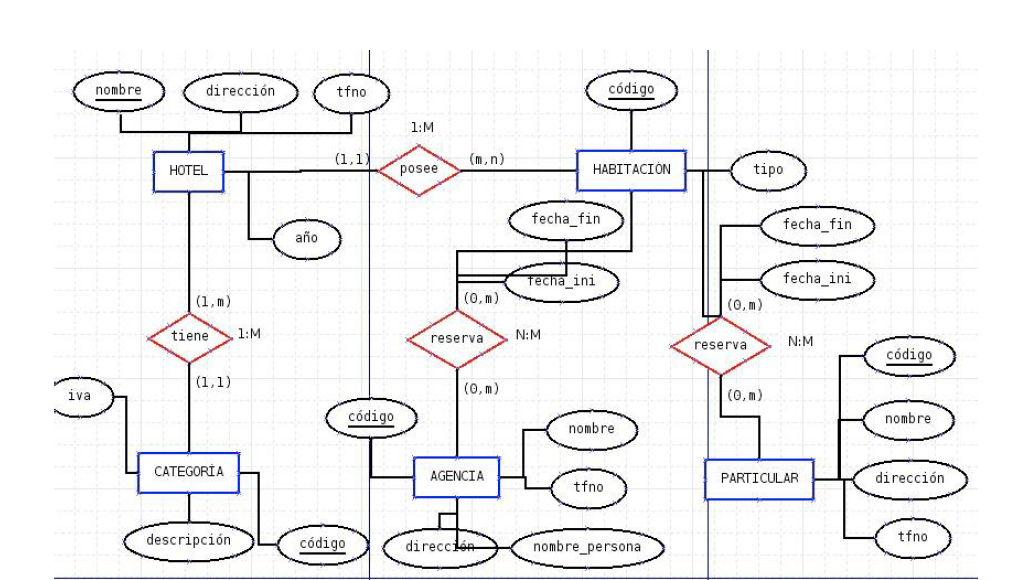 nombre
dirección
tfno
código
1:M
HOTEL
(1,1)
posee
(m,n)
HABITACIÓN
tipo
año
fecha_fin
fecha_fin
fecha_ini
fecha_ini
(1,m)
(0,m)
(0,m)
tiene
1:M
reserva
N:M
reserva
N:M
código
(1,1)
(0,m)
(0,m)
iva
código
nombre
nombre
CATEGORÍA
AGENCIA
tfno
PARTICULAR
dirección
descripción
código
dirección
nombre_persona
tfno